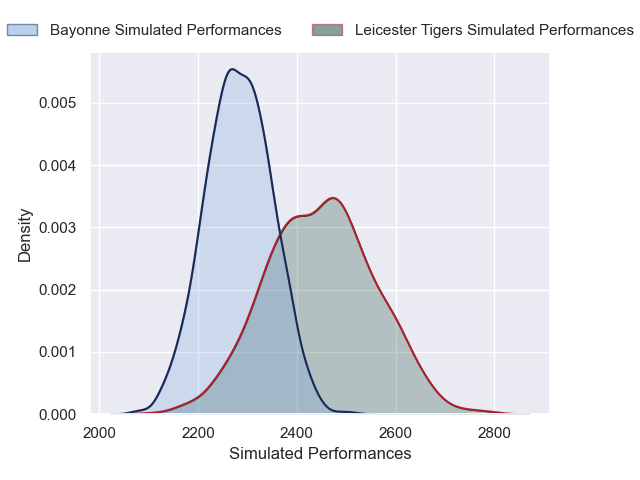 Bayonne Simulated Performances
Leicester Tigers Simulated Performances
0.005
0.004
0.003
0.002
0.001
0.000
Density
2000 2200 2400 2600 2800
Simulated Performances